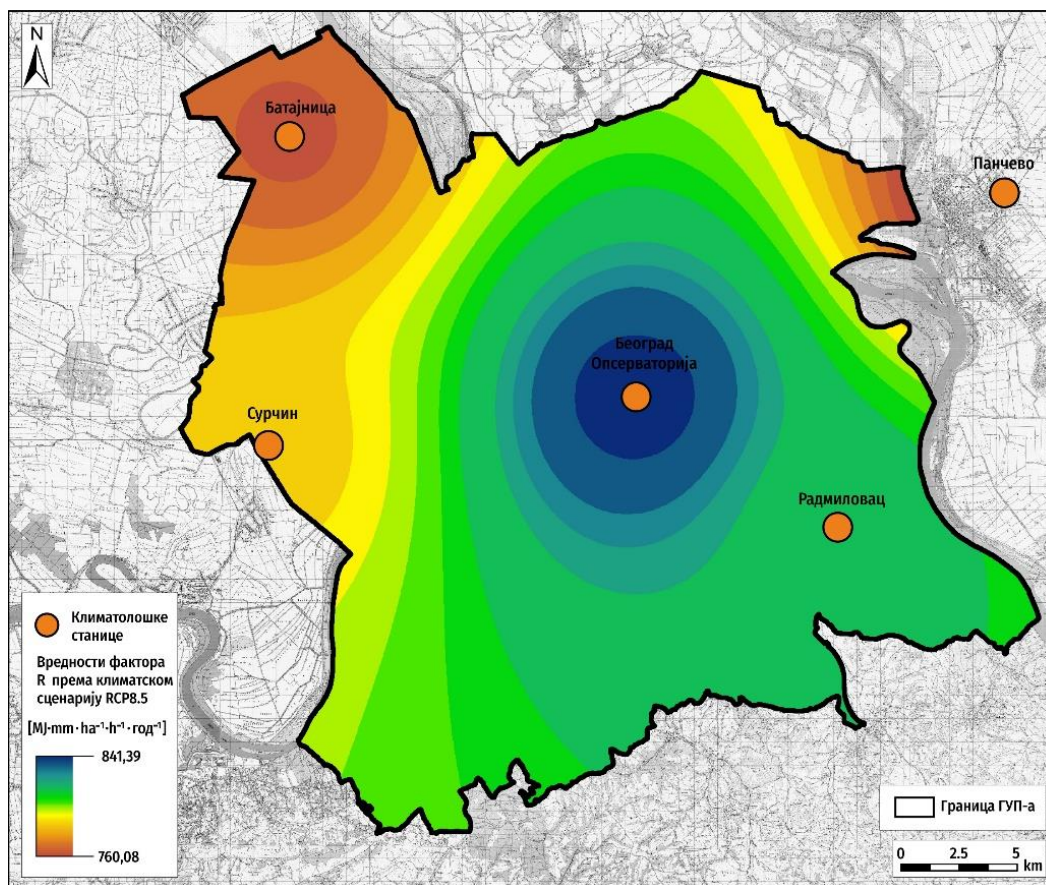 N
Батајница
Панчево
Београд
Опсерваторија
Сурчин
Радмиловац
Климатолошке
станице
Вредности фактора
R према климатском
сценарију RCP8.5
[MJ·mm·ha⁻¹·h⁻¹·год⁻¹]
841,39
760,08
Граница ГУП-а
0 2.5 5
km